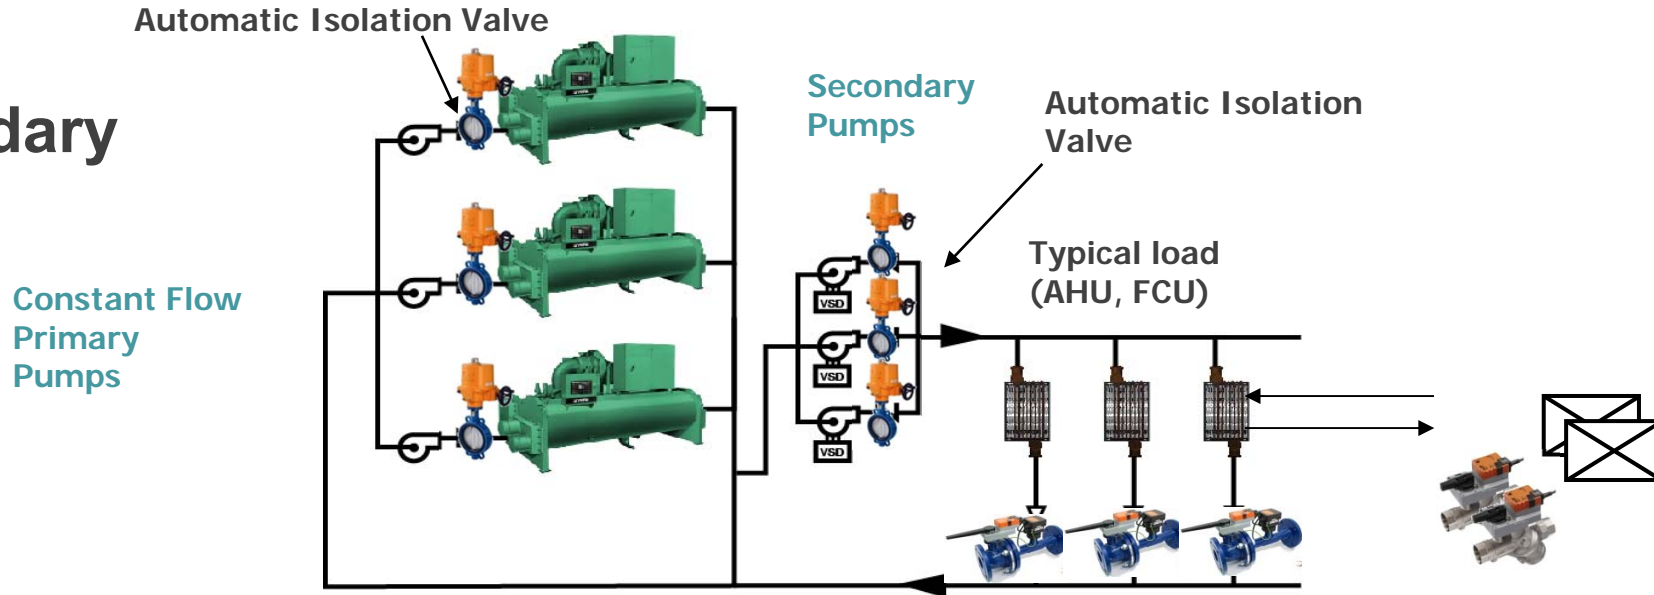 Automatic Isolation Valve
dary
Secondary
Pumps
Automatic Isolation
Valve
Typical load
(AHU, FCU)
Constant Flow
Primary
Pumps
VSD
VSD
VSD